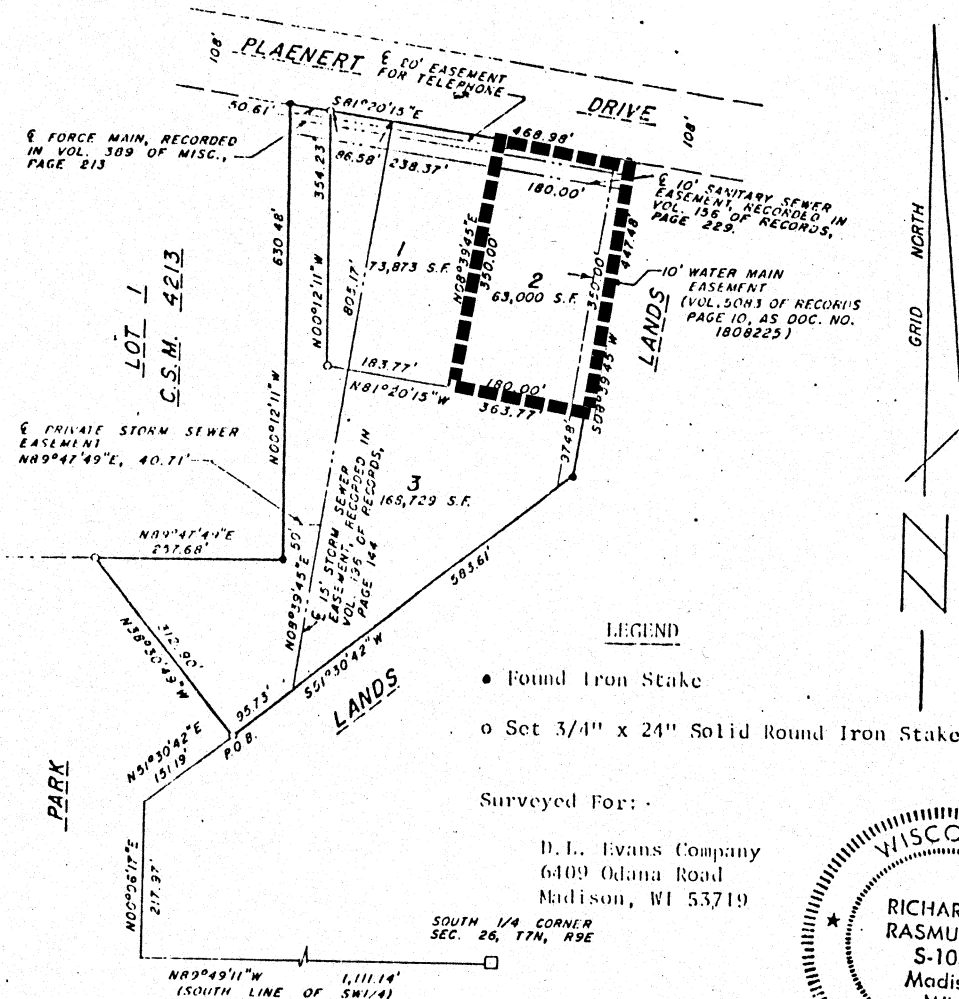 108'
PLAENERT
DRIVE
108'
℄ 20' EASEMENT
FOR TELEPHONE
50.61'
S81°20'15"E
468.98'
℄ FORCE MAIN, RECORDED
IN VOL. 389 OF MISC.,
PAGE 213
86.58'
238.37'
180.00'
℄ 10' SANITARY SEWER
EASEMENT, RECORDED IN
VOL. 156 OF RECORDS,
PAGE 229.
354.23'
630.48'
N00°12'11"W
805.17'
1
73,873 S.F.
N08°39'45"E
350.00'
2
63,000 S.F.
350.00'
447.48'
10' WATER MAIN
EASEMENT
(VOL. 5083 OF RECORDS
PAGE 10, AS DOC. NO.
1808225)
LANDS
S08°39'45"W
LOT 1
C.S.M. 4213
183.77'
N81°20'15"W
180.00'
363.77'
97.48'
N00°12'11"W
℄ PRIVATE STORM SEWER
EASEMENT
N89°47'49"E, 40.71'
3
168,729 S.F.
N89°47'49"E
237.68'
50'
N08°39'45"E
℄ 15' STORM SEWER
EASEMENT, RECORDED IN
VOL. 196 OF RECORDS,
PAGE 144
583.61'
S51°30'42"W
312.90'
N38°30'49"W
95.73'
P.O.B.
LANDS
N51°30'42"E
151.19'
PARK
N00°06'17"E
217.97'
N89°49'11"W 1,111.14'
(SOUTH LINE OF SW1/4)
SOUTH 1/4 CORNER
SEC. 26, T7N, R9E
GRID NORTH
LEGEND
• Found Iron Stake
o Set 3/4" x 24" Solid Round Iron Stake
Surveyed For:
D.L. Evans Company
6409 Odana Road
Madison, WI 53719
WISCO
RICHAR
RASMU
S-10
Madis